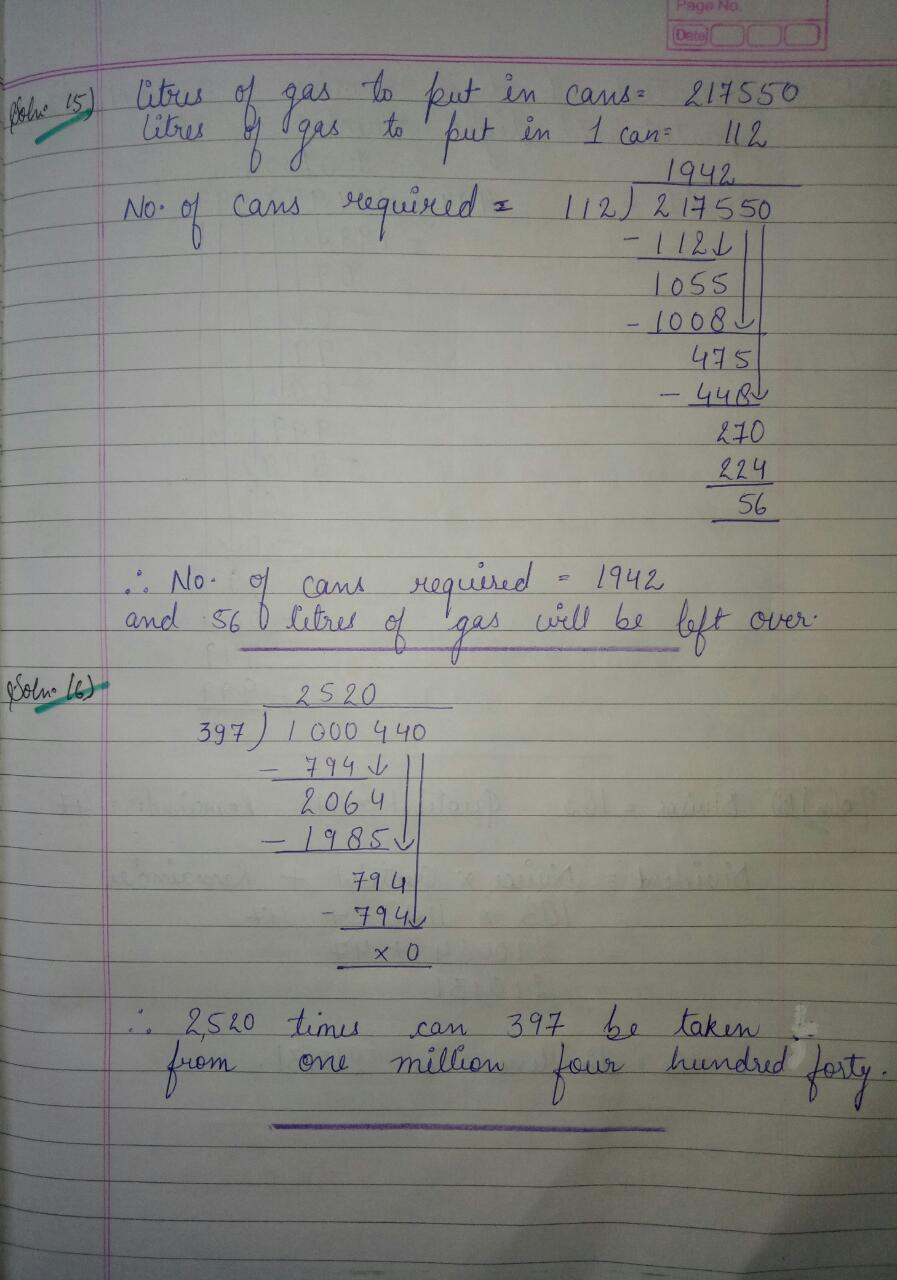 Page No.
Date
Soln. 15)
litres of gas to put in cans = 217550
litres of gas to put in 1 can = 112
1942
No. of cans required = 112) 217550
- 112↓
1055
- 1008
475
- 448
270
224
56
∴ No. of cans required = 1942
and 56 litres of gas will be left over.
Soln. 16)
2520
397) 1000440
- 794↓
2064
- 1985
794
- 794
x 0
∴ 2,520 times can 397 be taken
from one million four hundred forty.